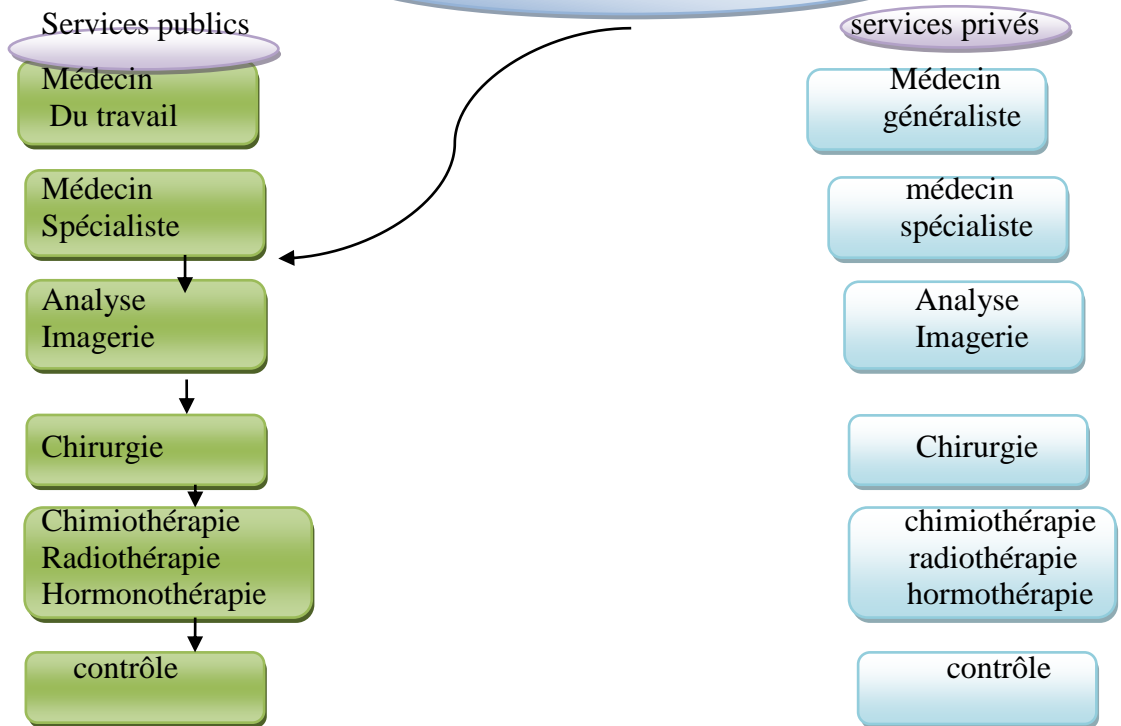 Services publics
services privés
Médecin
Du travail
Médecin
généraliste
Médecin
Spécialiste
médecin
spécialiste
Analyse
Imagerie
Analyse
Imagerie
Chirurgie
Chirurgie
Chimiothérapie
Radiothérapie
Hormonothérapie
chimiothérapie
radiothérapie
hormothérapie
contrôle
contrôle